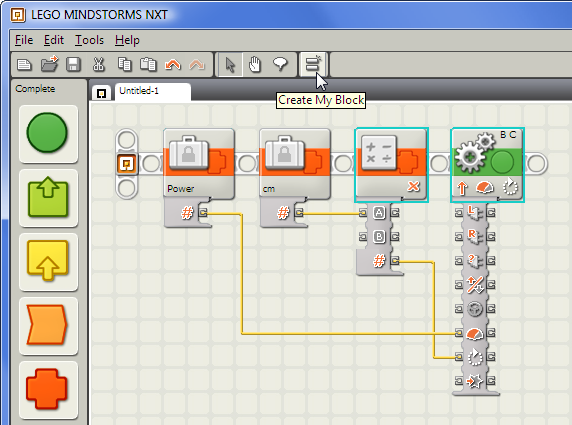 LEGO MINDSTORMS NXT
File Edit Tools Help
Complete
Untitled-1
Create My Block
B C
Power
cm
#
#
A
L
B
R
#
?